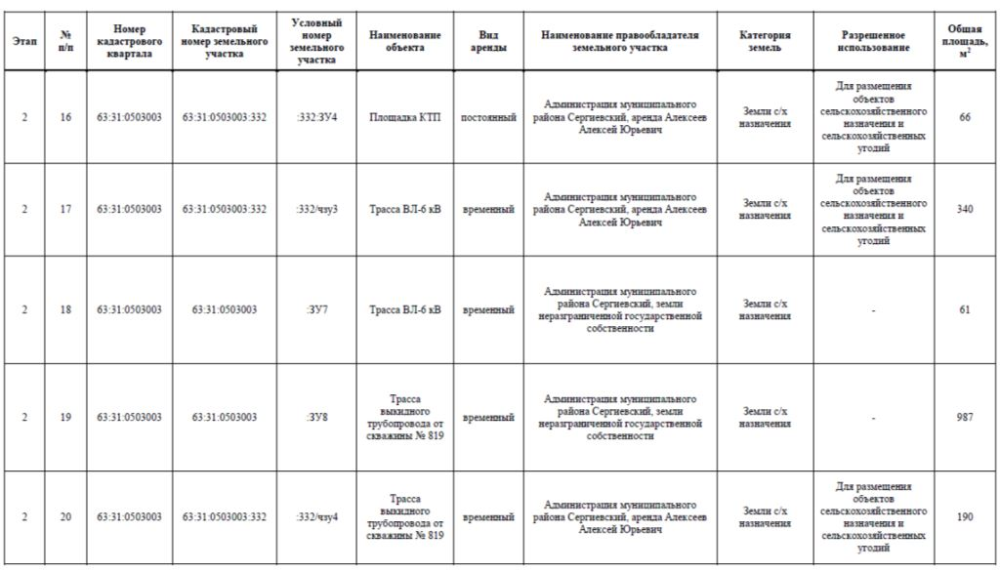 Этап
№
п/п
Номер
кадастрового
квартала
Кадастровый
номер земельного
участка
Условный
номер
земельного
участка
Наименование
объекта
Вид
аренды
Наименование правообладателя
земельного участка
Категория
земель
Разрешенное
использование
Общая
площадь,
м²
2
16
63:31:0503003
63:31:0503003:332
:332:ЗУ4
Площадка КТП
постоянный
Администрация муниципального
района Сергиевский, аренда Алексеев
Алексей Юрьевич
Земли с/х
назначения
Для размещения
объектов
сельскохозяйственного
назначения и
сельскохозяйственных
угодий
66
2
17
63:31:0503003
63:31:0503003:332
:332/чзу3
Трасса ВЛ-6 кВ
временный
Администрация муниципального
района Сергиевский, аренда Алексеев
Алексей Юрьевич
Земли с/х
назначения
Для размещения
объектов
сельскохозяйственного
назначения и
сельскохозяйственных
угодий
340
2
18
63:31:0503003
63:31:0503003
:ЗУ7
Трасса ВЛ-6 кВ
временный
Администрация муниципального
района Сергиевский, земли
неразграниченной государственной
собственности
Земли с/х
назначения
-
61
2
19
63:31:0503003
63:31:0503003
:ЗУ8
Трасса
выкидного
трубопровода от
скважины № 819
временный
Администрация муниципального
района Сергиевский, земли
неразграниченной государственной
собственности
Земли с/х
назначения
-
987
2
20
63:31:0503003
63:31:0503003:332
:332/чзу4
Трасса
выкидного
трубопровода от
скважины № 819
временный
Администрация муниципального
района Сергиевский, аренда Алексеев
Алексей Юрьевич
Земли с/х
назначения
Для размещения
объектов
сельскохозяйственного
назначения и
сельскохозяйственных
угодий
190